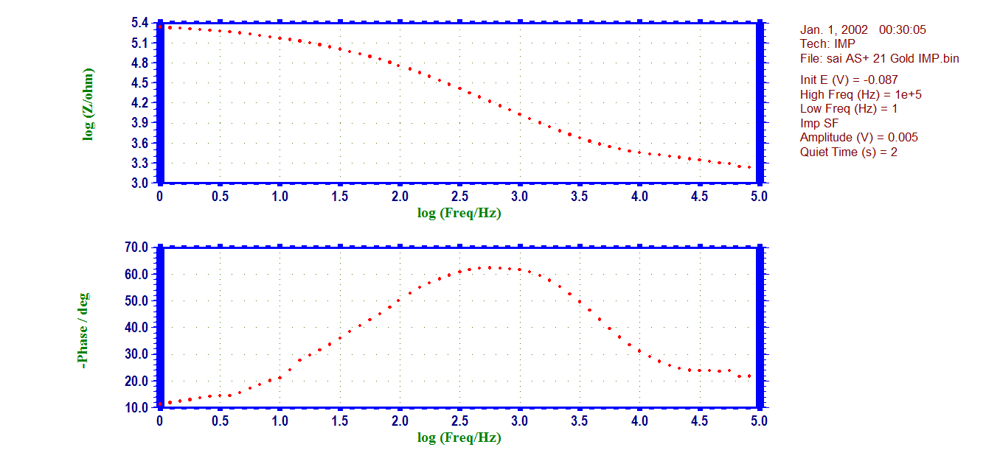 5.4
5.1
4.8
4.5
4.2
3.9
3.6
3.3
3.0
log (Z/ohm)
0 0.5 1.0 1.5 2.0 2.5 3.0 3.5 4.0 4.5 5.0
log (Freq/Hz)
Jan. 1, 2002 00:30:05
Tech: IMP
File: sai AS+ 21 Gold IMP.bin
Init E (V) = -0.087
High Freq (Hz) = 1e+5
Low Freq (Hz) = 1
Imp SF
Amplitude (V) = 0.005
Quiet Time (s) = 2
70.0
60.0
50.0
40.0
30.0
20.0
10.0
-Phase / deg
0 0.5 1.0 1.5 2.0 2.5 3.0 3.5 4.0 4.5 5.0
log (Freq/Hz)